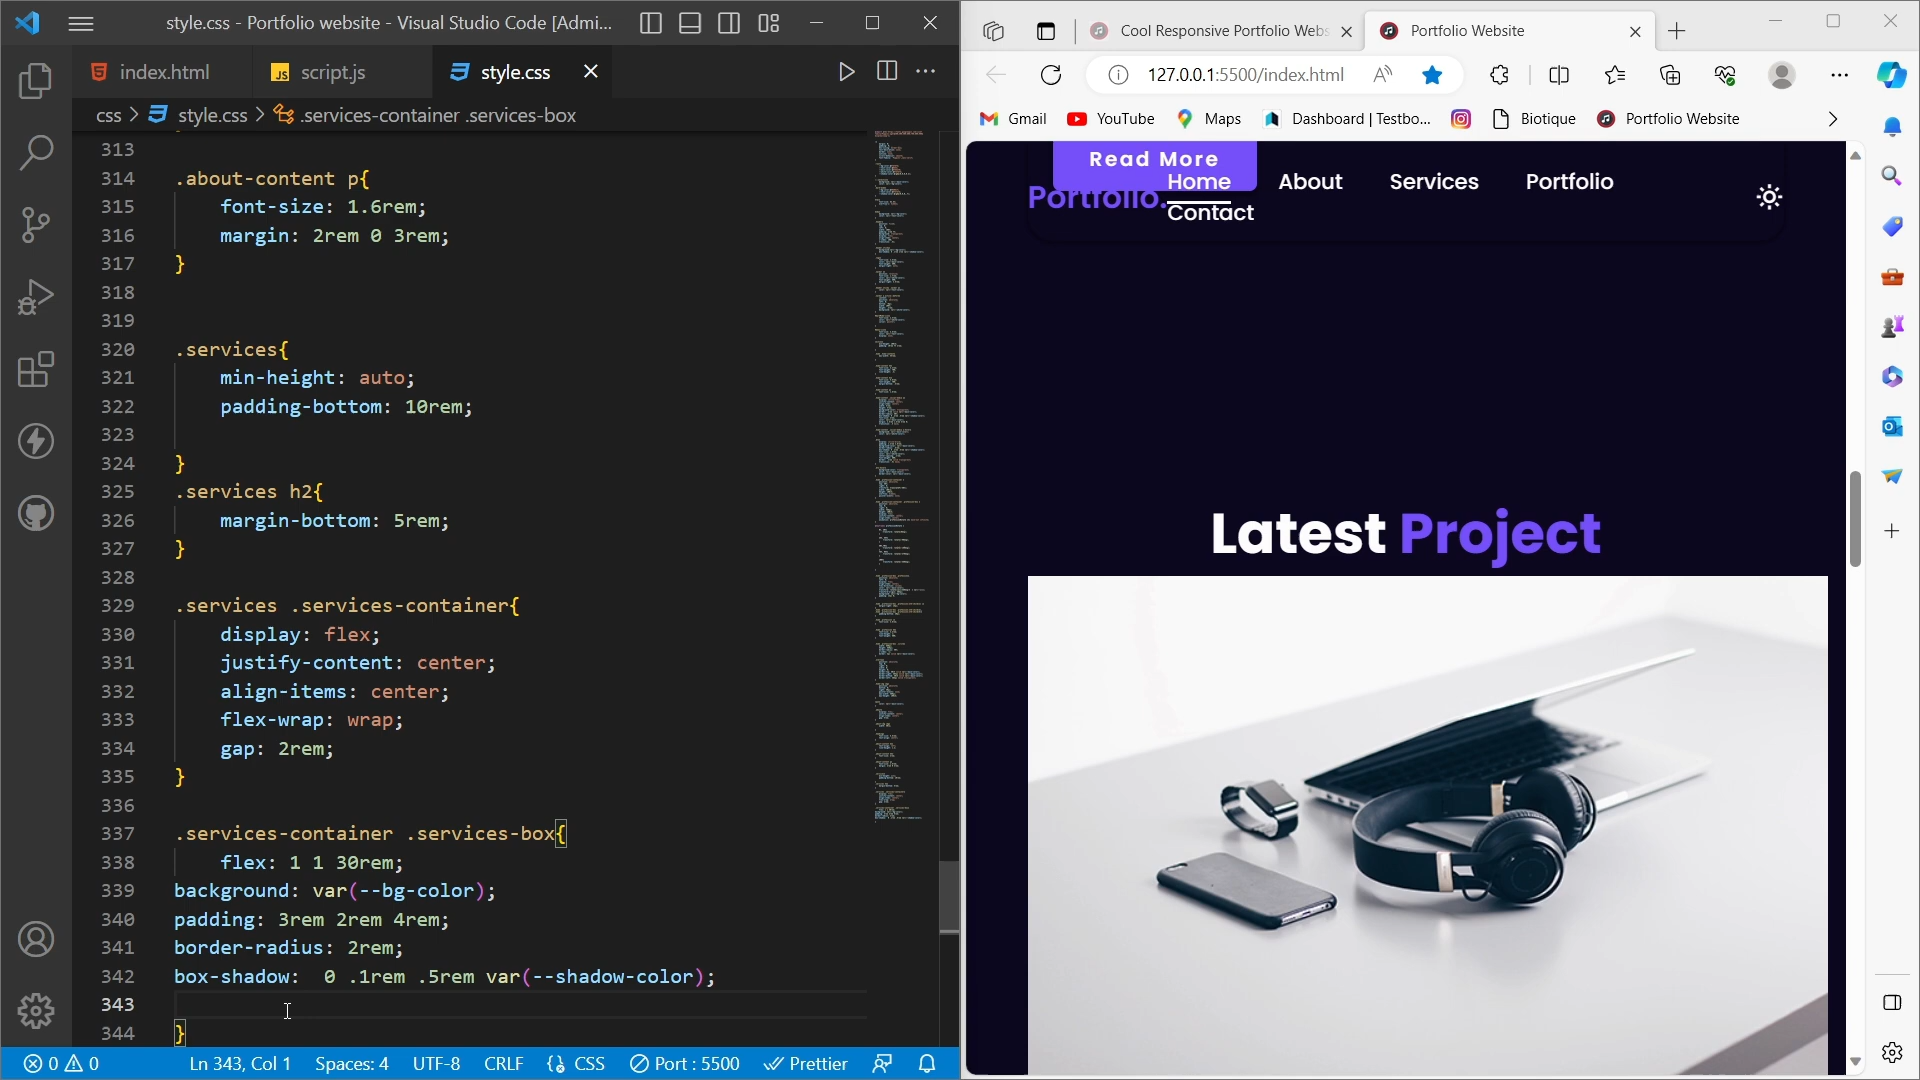 style.css - Portfolio website - Visual Studio Code [Admi...
index.html
script.js
style.css
css > style.css > .services-container .services-box
313
314 .about-content p{
315 font-size: 1.6rem;
316 margin: 2rem 0 3rem;
317 }
318
319
320 .services{
321 min-height: auto;
322 padding-bottom: 10rem;
323
324 }
325 .services h2{
326 margin-bottom: 5rem;
327 }
328
329 .services .services-container{
330 display: flex;
331 justify-content: center;
332 align-items: center;
333 flex-wrap: wrap;
334 gap: 2rem;
335 }
336
337 .services-container .services-box{
338 flex: 1 1 30rem;
339 background: var(--bg-color);
340 padding: 3rem 2rem 4rem;
341 border-radius: 2rem;
342 box-shadow:  0 .1rem .5rem var(--shadow-color);
343
344 }
0 0 Ln 343, Col 1 Spaces: 4 UTF-8 CRLF CSS Port : 5500 Prettier
Cool Responsive Portfolio Webs
Portfolio Website
127.0.0.1:5500/index.html
Gmail YouTube Maps Dashboard | Testbo... Biotique Portfolio Website
Read More
Portfolio.
Home About Services Portfolio
Contact
Latest Project